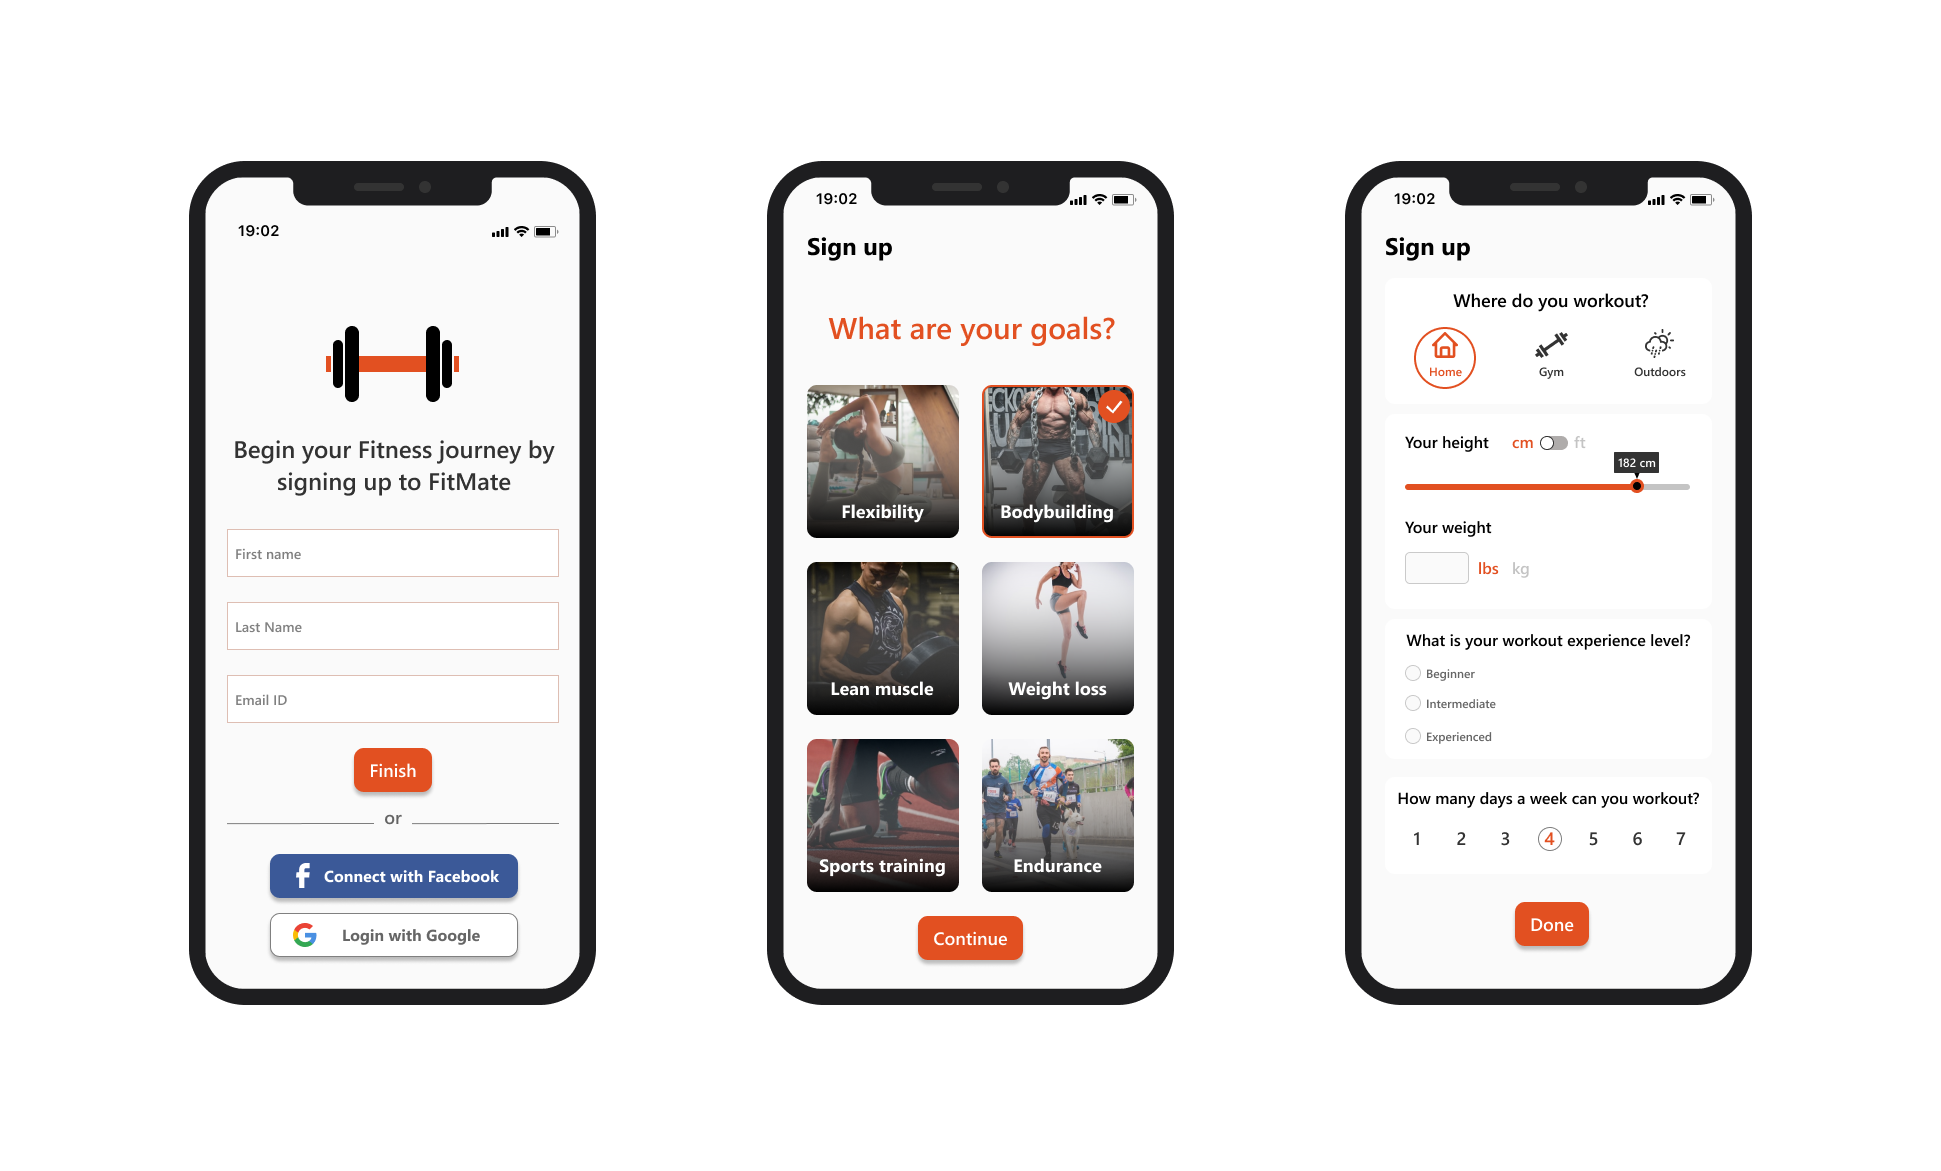 19:02
Begin your Fitness journey by
signing up to FitMate
First name
Last Name
Email ID
Finish
or
Connect with Facebook
Login with Google
19:02
Sign up
What are your goals?
Flexibility
Bodybuilding
Lean muscle
Weight loss
Sports training
Endurance
Continue
19:02
Sign up
Where do you workout?
Home Gym Outdoors
Your height cm ft
182 cm
Your weight
lbs kg
What is your workout experience level?
Beginner
Intermediate
Experienced
How many days a week can you workout?
1 2 3 4 5 6 7
Done